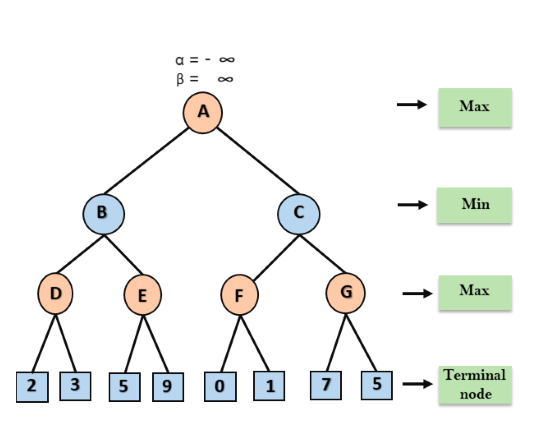 α = - ∞
β = ∞
A
Max
B
C
Min
D
E
F
G
Max
2
3
5
9
0
1
7
5
Terminal
node